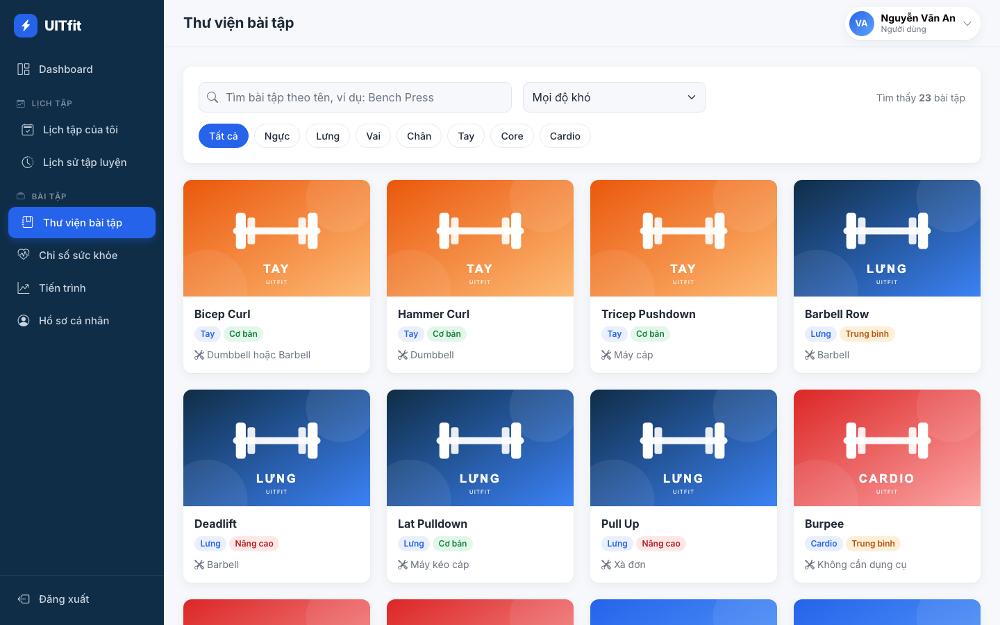 UITfit
Dashboard
LỊCH TẬP
Lịch tập của tôi
Lịch sử tập luyện
BÀI TẬP
Thư viện bài tập
Chỉ số sức khỏe
Tiến trình
Hồ sơ cá nhân
Đăng xuất
Thư viện bài tập
VA
Nguyễn Văn An
Người dùng
Tìm bài tập theo tên, ví dụ: Bench Press
Mọi độ khó
Tìm thấy 23 bài tập
Tất cả
Ngực
Lưng
Vai
Chân
Tay
Core
Cardio
TAY
UITFIT
Bicep Curl
Tay
Cơ bản
Dumbbell hoặc Barbell
TAY
UITFIT
Hammer Curl
Tay
Cơ bản
Dumbbell
TAY
UITFIT
Tricep Pushdown
Tay
Cơ bản
Máy cáp
LƯNG
UITFIT
Barbell Row
Lưng
Trung bình
Barbell
LƯNG
UITFIT
Deadlift
Lưng
Nâng cao
Barbell
LƯNG
UITFIT
Lat Pulldown
Lưng
Cơ bản
Máy kéo cáp
LƯNG
UITFIT
Pull Up
Lưng
Nâng cao
Xà đơn
CARDIO
UITFIT
Burpee
Cardio
Trung bình
Không cần dụng cụ